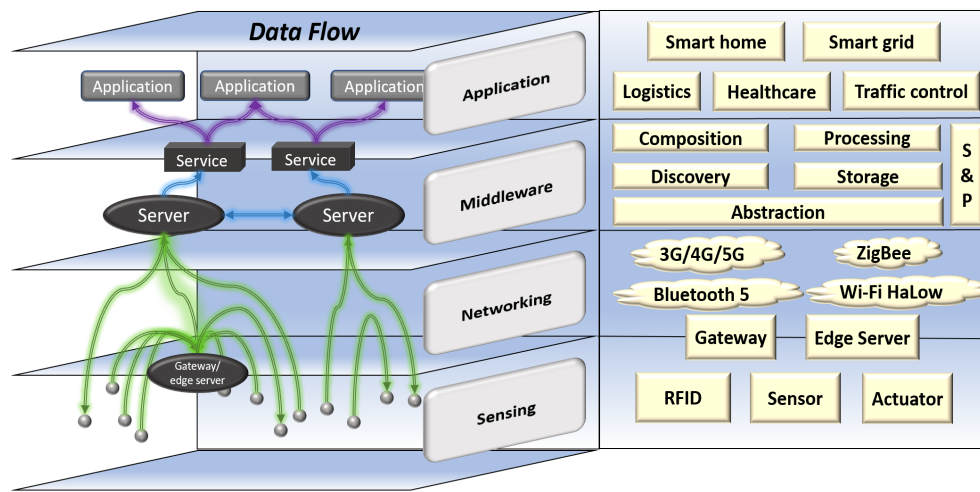 Data Flow
Application
Application
Application
Application
Service
Service
Server
Server
Middleware
Networking
Gateway/
edge server
Sensing
Smart home
Smart grid
Logistics
Healthcare
Traffic control
Composition
Processing
Discovery
Storage
Abstraction
S
&
P
3G/4G/5G
ZigBee
Bluetooth 5
Wi-Fi HaLow
Gateway
Edge Server
RFID
Sensor
Actuator